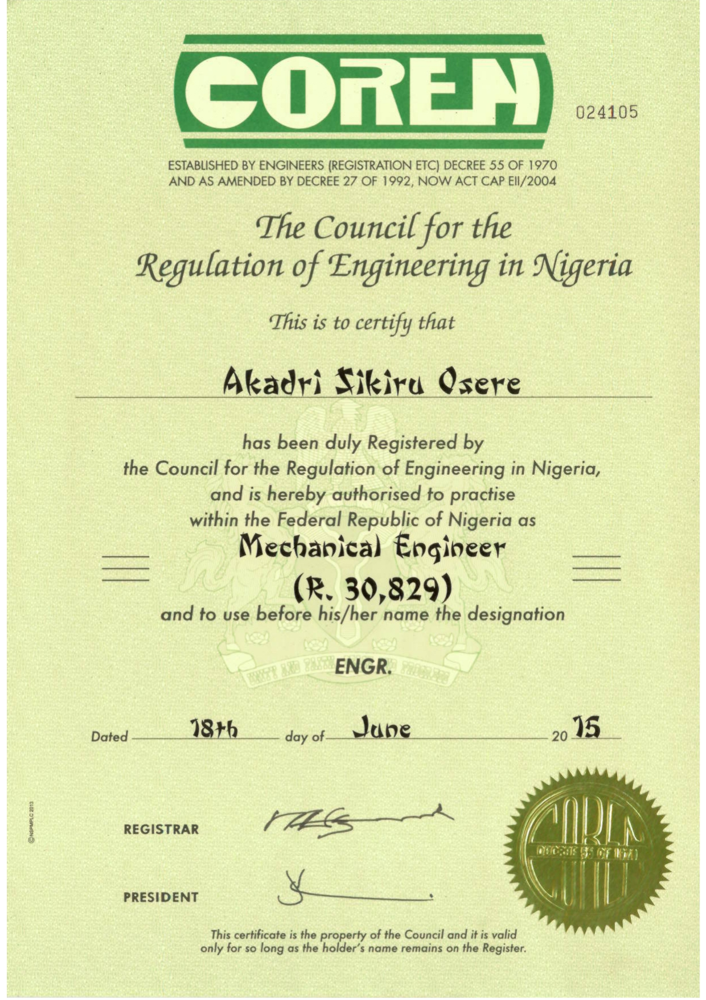 COREN
024105
ESTABLISHED BY ENGINEERS (REGISTRATION ETC) DECREE 55 OF 1970
AND AS AMENDED BY DECREE 27 OF 1992, NOW ACT CAP EII/2004
The Council for the
Regulation of Engineering in Nigeria
This is to certify that
Akadri Sikiru Osere
has been duly Registered by
the Council for the Regulation of Engineering in Nigeria,
and is hereby authorised to practise
within the Federal Republic of Nigeria as
Mechanical Engineer
(R. 30,829)
and to use before his/her name the designation
UNITY AND FAITH PROGRESS
ENGR.
Dated 18th day of June 20 15
©NSPMPLC 2013
REGISTRAR
COREN
DECREE 55 OF 1970
PRESIDENT
This certificate is the property of the Council and it is valid
only for so long as the holder's name remains on the Register.